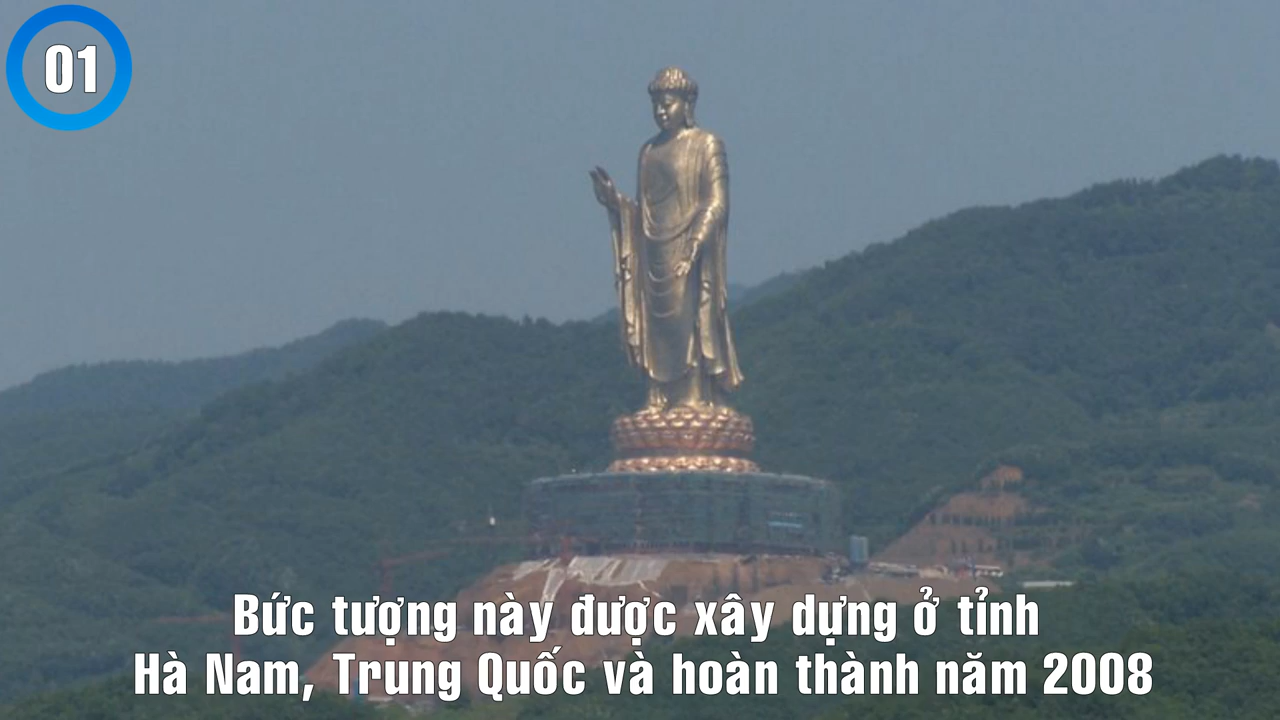 01
Bức tượng này được xây dựng ở tỉnh
Hà Nam, Trung Quốc và hoàn thành năm 2008